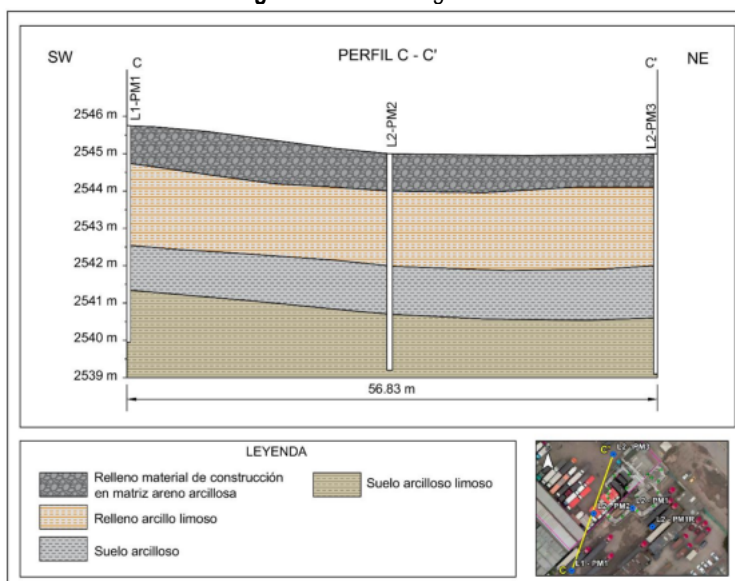 SW
PERFIL C - C'
NE
C
C'
L1-PM1
L2-PM2
L2-PM3
2546 m
2545 m
2544 m
2543 m
2542 m
2541 m
2540 m
2539 m
56.83 m
LEYENDA
Relleno material de construcción
en matriz areno arcillosa
Relleno arcillo limoso
Suelo arcilloso
Suelo arcilloso limoso
C'
L2 - PM3
L2 - PM1
L2 - PM2
L2 - PM1R
L1 - PM1
C